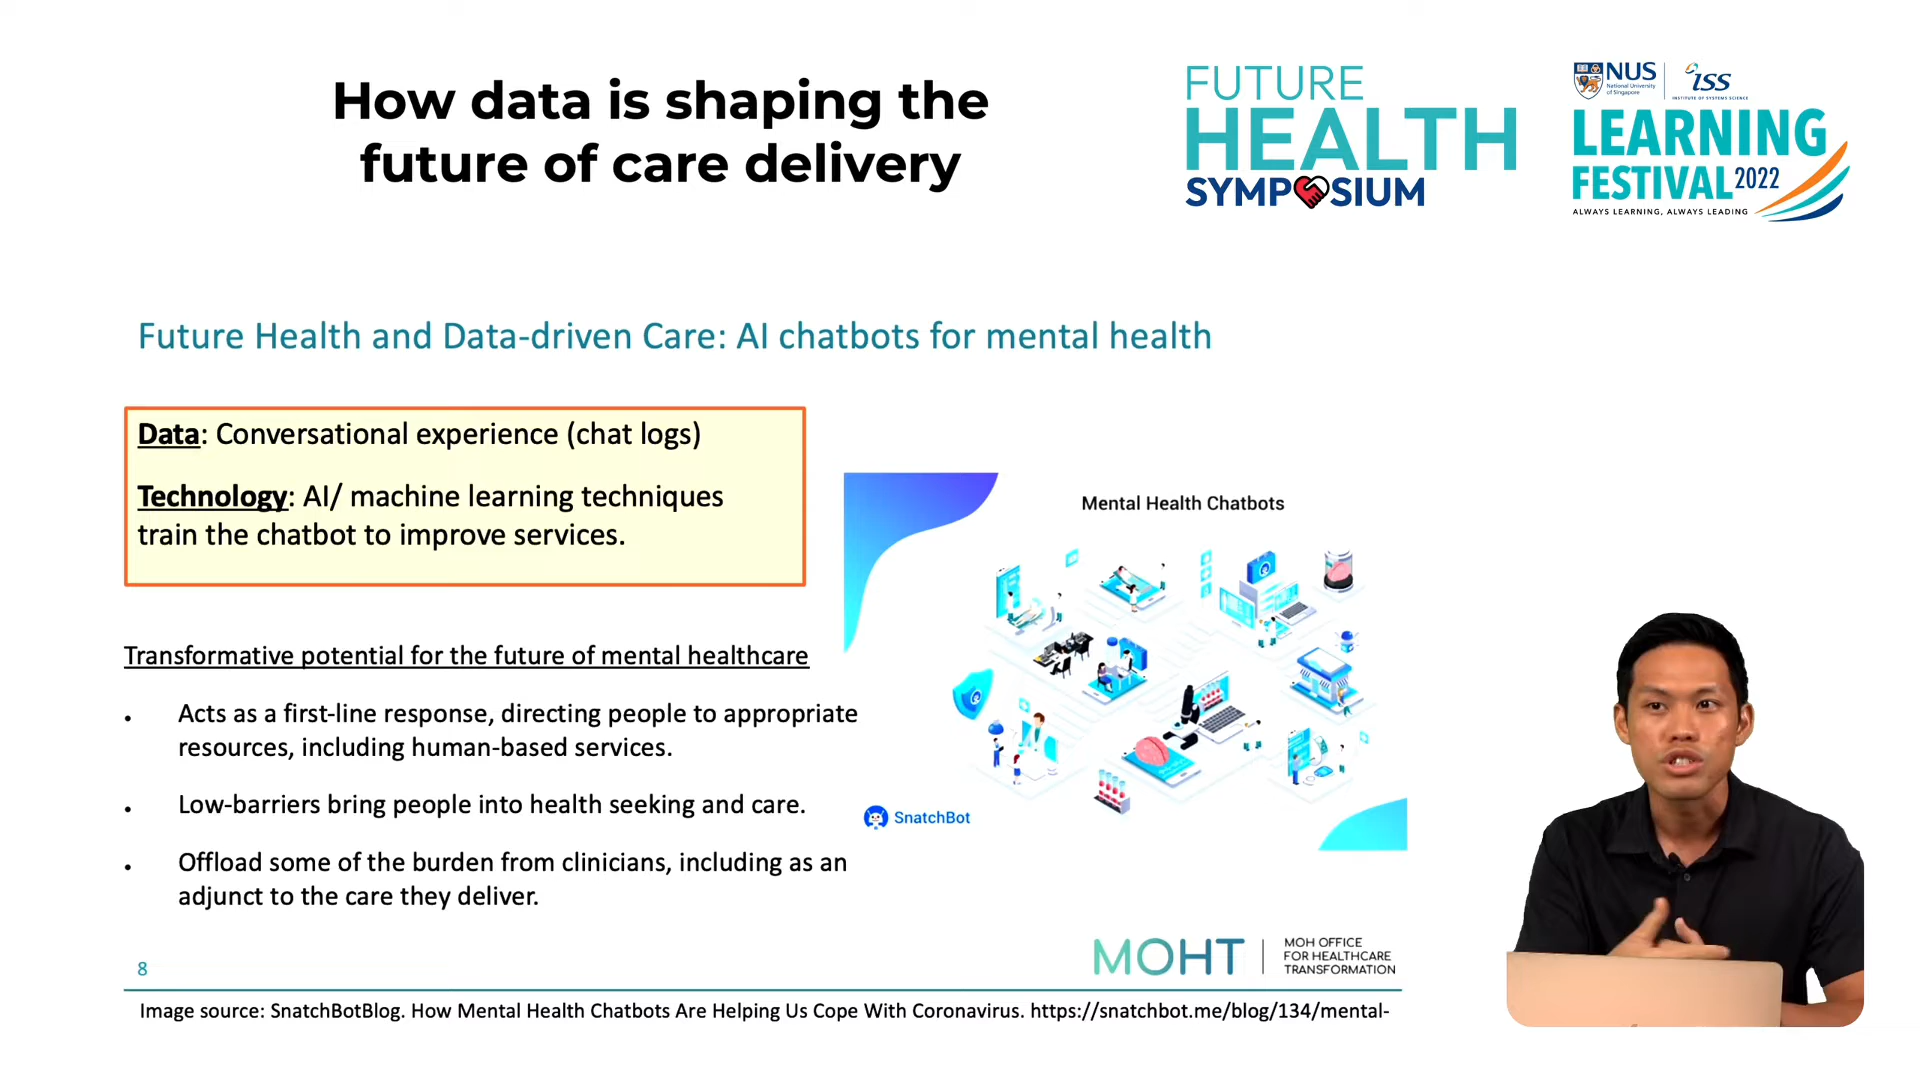 How data is shaping the
future of care delivery
FUTURE
HEALTH
SYMPOSIUM
NUS
National University
of Singapore
iss
INSTITUTE OF SYSTEMS SCIENCE
LEARNING
FESTIVAL 2022
ALWAYS LEARNING, ALWAYS LEADING
Future Health and Data-driven Care: AI chatbots for mental health
Data: Conversational experience (chat logs)
Technology: AI/ machine learning techniques
train the chatbot to improve services.
Transformative potential for the future of mental healthcare
• Acts as a first-line response, directing people to appropriate
resources, including human-based services.
• Low-barriers bring people into health seeking and care.
• Offload some of the burden from clinicians, including as an
adjunct to the care they deliver.
Mental Health Chatbots
SnatchBot
8
MOHT
MOH OFFICE
FOR HEALTHCARE
TRANSFORMATION
Image source: SnatchBotBlog. How Mental Health Chatbots Are Helping Us Cope With Coronavirus. https://snatchbot.me/blog/134/mental-